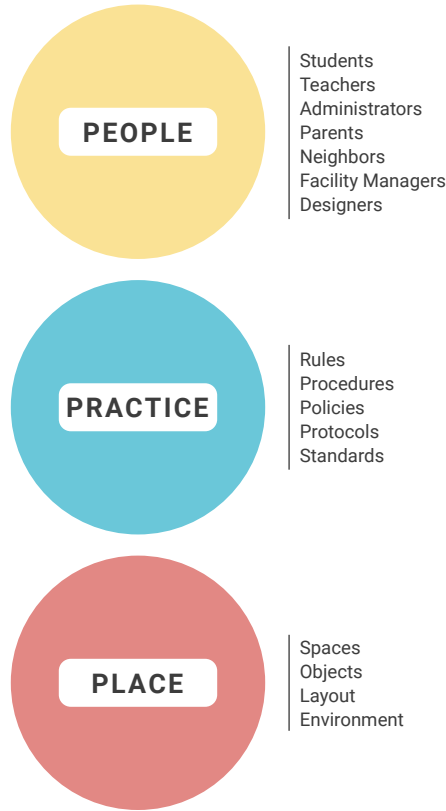 PEOPLE
Students
Teachers
Administrators
Parents
Neighbors
Facility Managers
Designers
PRACTICE
Rules
Procedures
Policies
Protocols
Standards
PLACE
Spaces
Objects
Layout
Environment